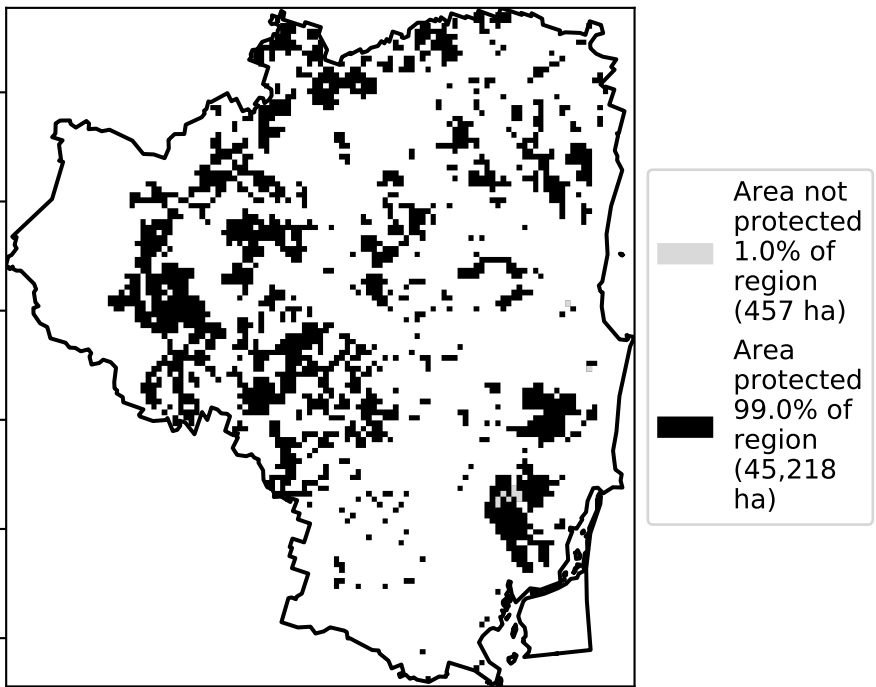 Area not
protected
1.0% of
region
(457 ha)
Area
protected
99.0% of
region
(45,218
ha)